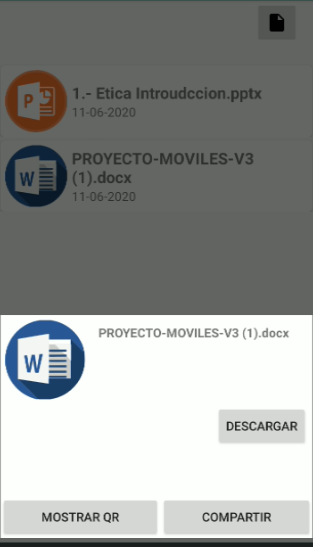 P
1.- Etica Introudccion.pptx
11-06-2020
W
PROYECTO-MOVILES-V3
(1).docx
11-06-2020
W
PROYECTO-MOVILES-V3 (1).docx
DESCARGAR
MOSTRAR QR
COMPARTIR